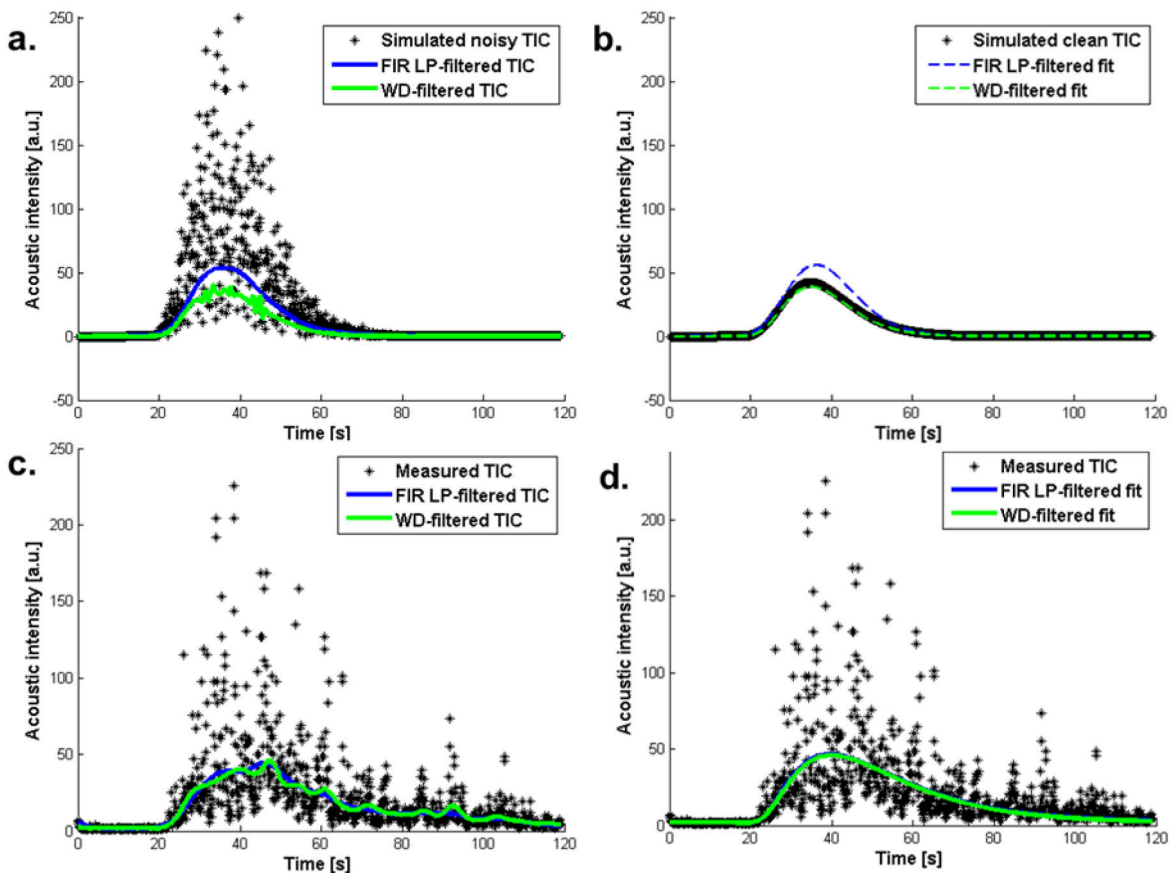 a.
Simulated noisy TIC
FIR LP-filtered TIC
WD-filtered TIC
Acoustic intensity [a.u.]
250
200
150
100
50
0
-50
0 20 40 60 80 100 120
Time [s]
b.
Simulated clean TIC
FIR LP-filtered fit
WD-filtered fit
Acoustic intensity [a.u.]
250
200
150
100
50
0
-50
0 20 40 60 80 100 120
Time [s]
c.
Measured TIC
FIR LP-filtered TIC
WD-filtered TIC
Acoustic intensity [a.u.]
250
200
150
100
50
0
0 20 40 60 80 100 120
Time [s]
d.
Measured TIC
FIR LP-filtered fit
WD-filtered fit
Acoustic intensity [a.u.]
200
150
100
50
0
0 20 40 60 80 100 120
Time [s]